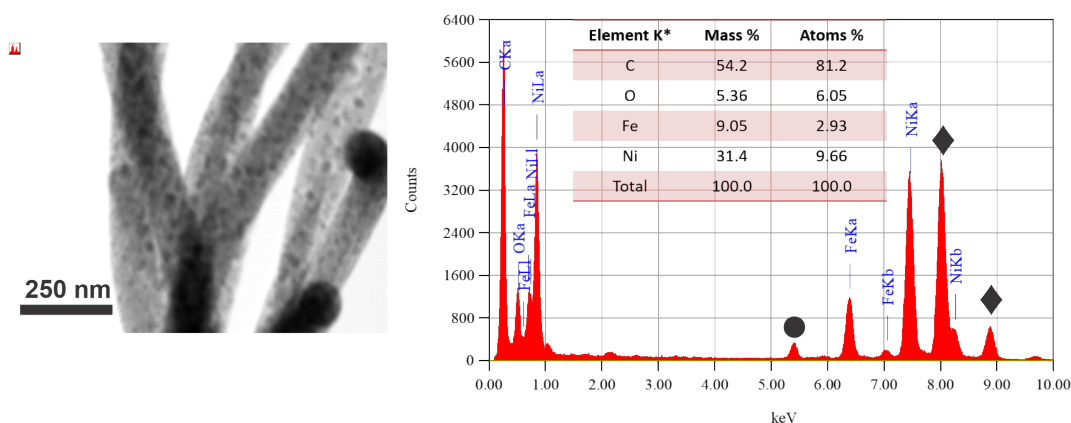 250 nm
Element K* Mass % Atoms %
C 54.2 81.2
O 5.36 6.05
Fe 9.05 2.93
Ni 31.4 9.66
Total 100.0 100.0
Counts
6400
5600
4800
4000
3200
2400
1600
800
0
CKa
OKa
FeLl
FeLa
NiLl
NiLa
FeKa
FeKb
NiKa
NiKb
0.00 1.00 2.00 3.00 4.00 5.00 6.00 7.00 8.00 9.00 10.00
keV